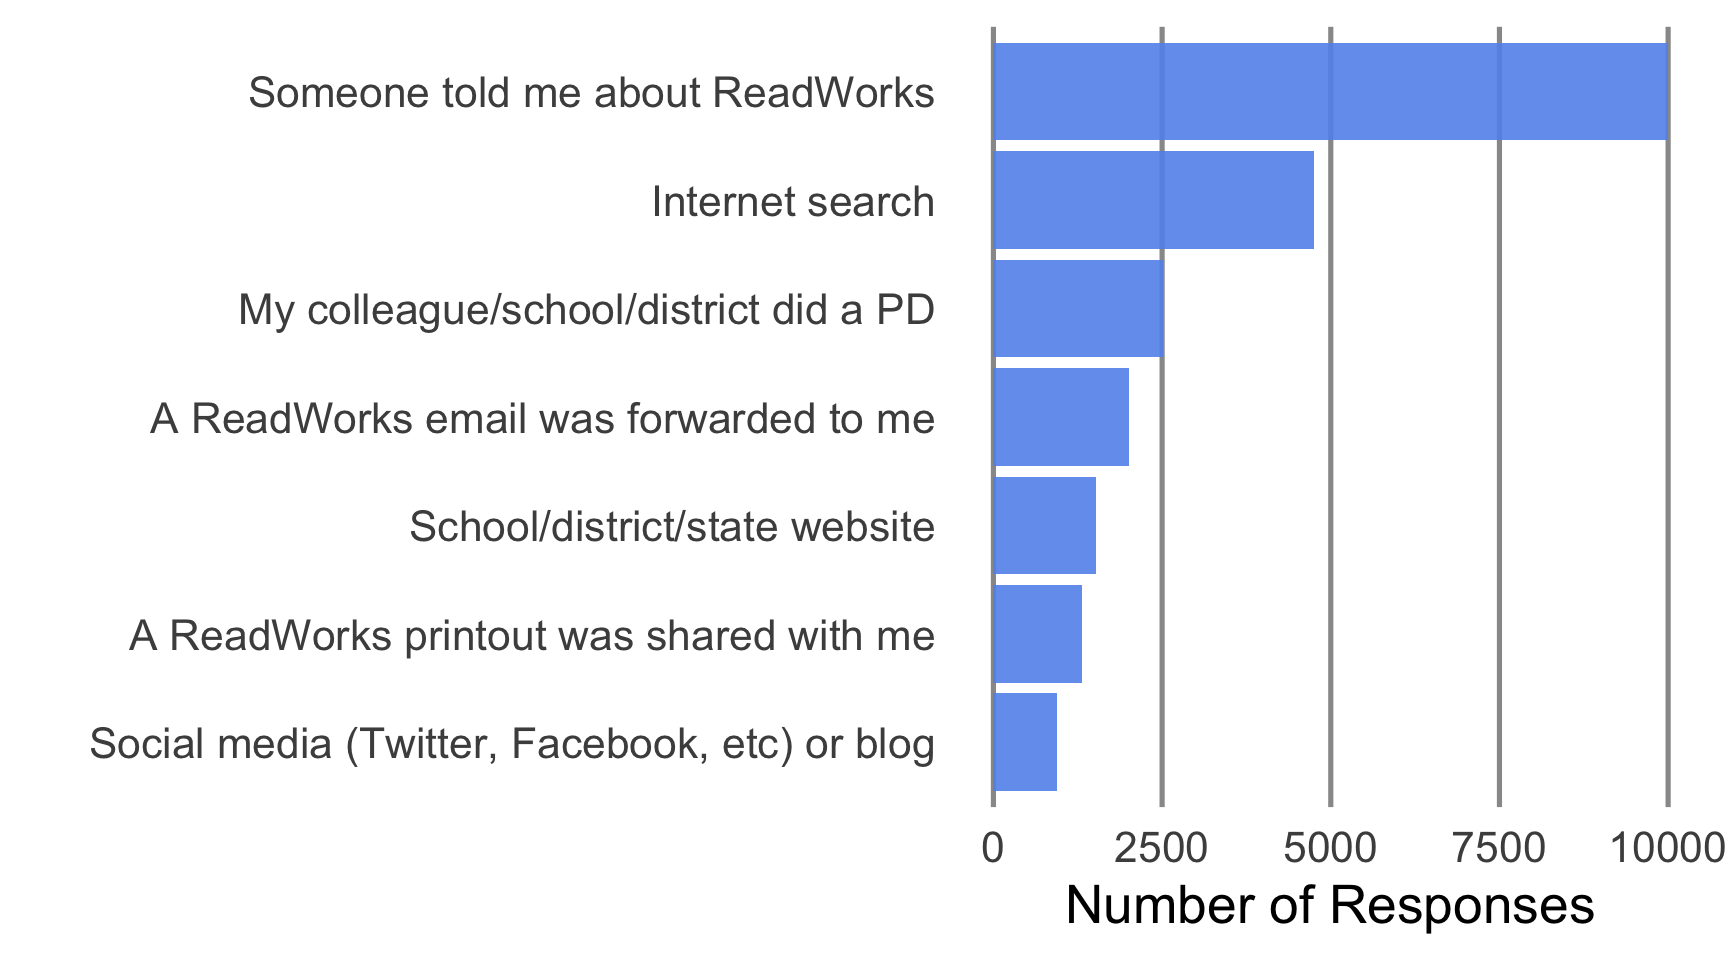 Someone told me about ReadWorks
Internet search
My colleague/school/district did a PD
A ReadWorks email was forwarded to me
School/district/state website
A ReadWorks printout was shared with me
Social media (Twitter, Facebook, etc) or blog
0 2500 5000 7500 10000
Number of Responses